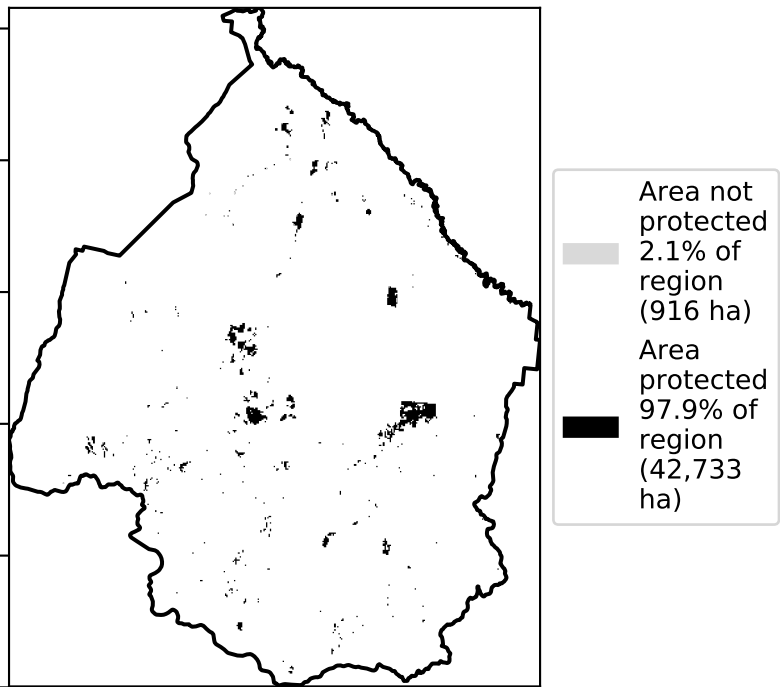 Area not
protected
2.1% of
region
(916 ha)
Area
protected
97.9% of
region
(42,733
ha)